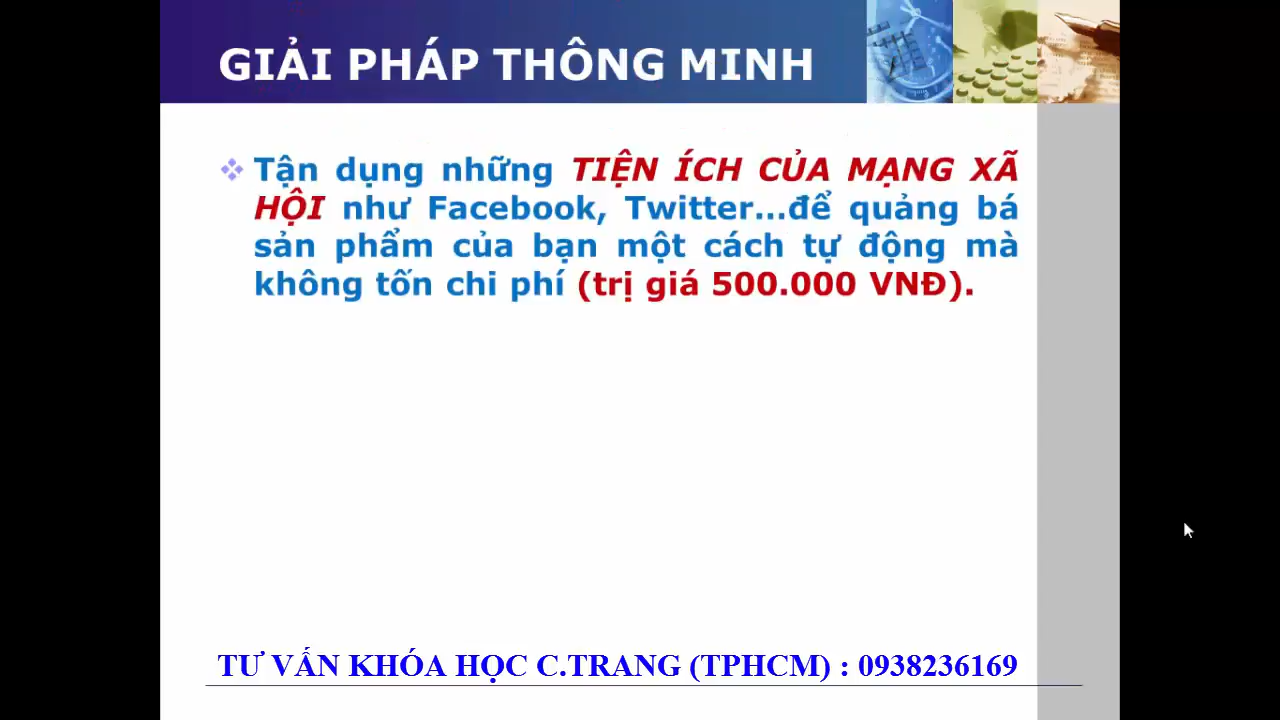 GIẢI PHÁP THÔNG MINH
Tận dụng những TIỆN ÍCH CỦA MẠNG XÃ
HỘI như Facebook, Twitter...để quảng bá
sản phẩm của bạn một cách tự động mà
không tốn chi phí (trị giá 500.000 VNĐ).
TƯ VẤN KHÓA HỌC C.TRANG (TPHCM) : 0938236169